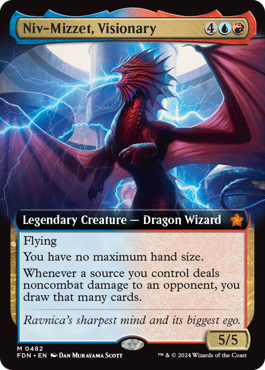 Niv-Mizzet, Visionary 4
Legendary Creature — Dragon Wizard
Flying
You have no maximum hand size.
Whenever a source you control deals
noncombat damage to an opponent, you
draw that many cards.
Ravnica's sharpest mind and its biggest ego.
5/5
M 0482
FDN • EN Dan Murayama Scott
™ & © 2024 Wizards of the Coast